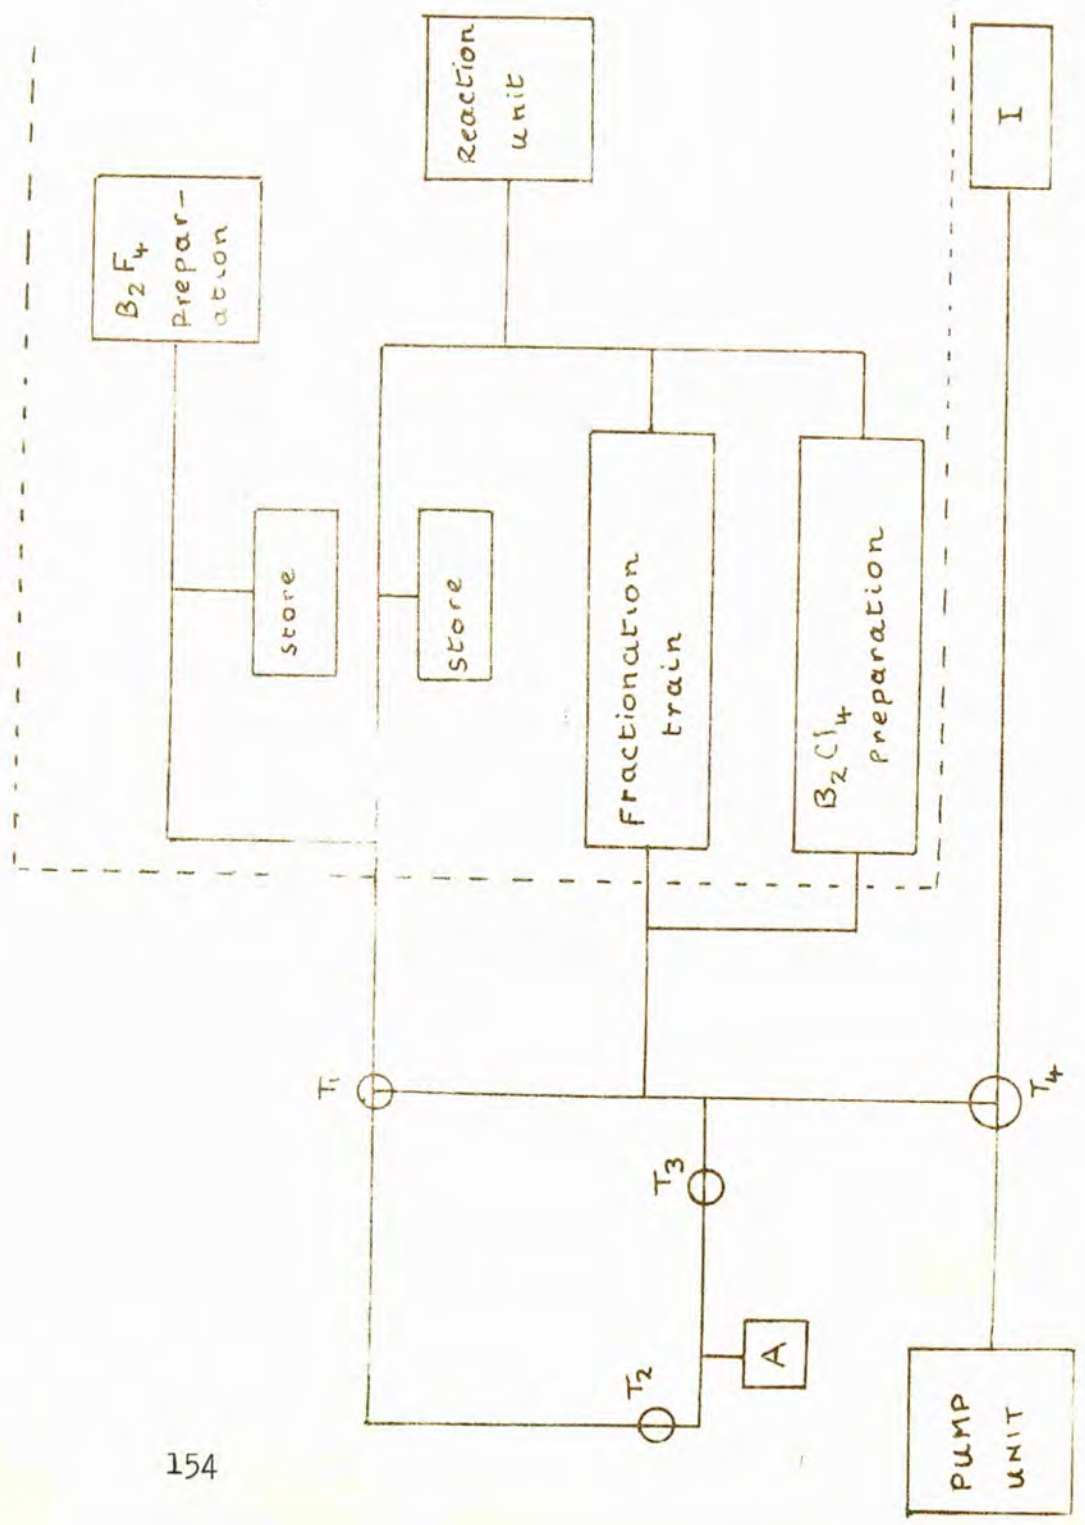 B₂F₄
Prepar-
ation
Reaction
unit
store
store
Fractionation
train
B₂Cl₄
preparation
I
T₁
T₂
T₃
T₄
A
PUMP
UNIT
154